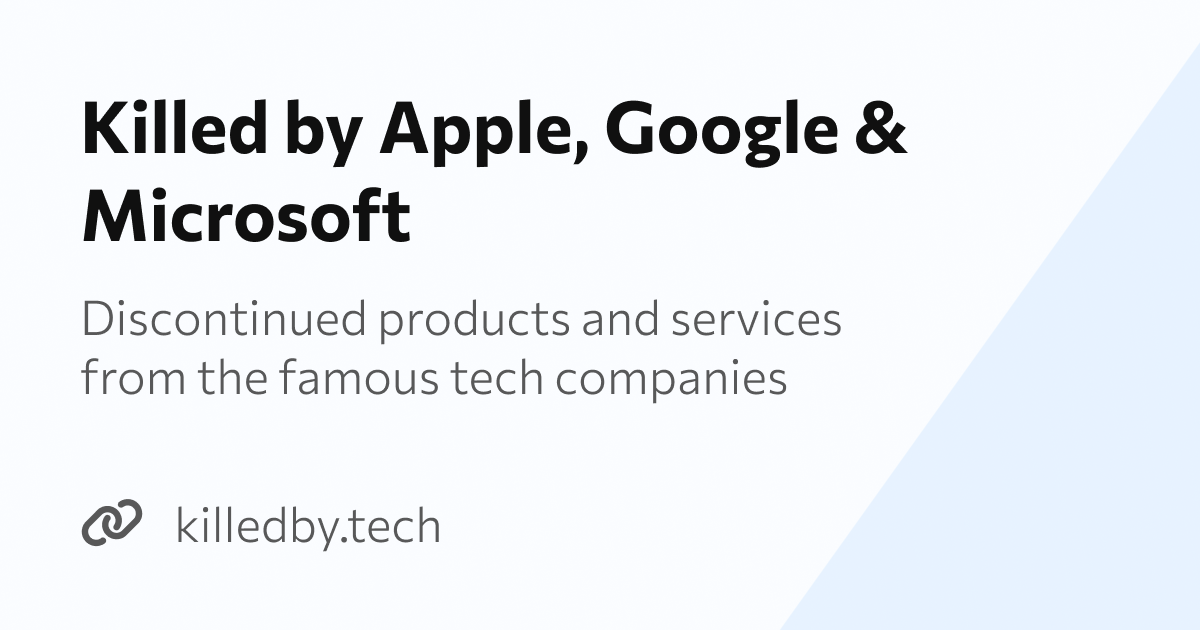 Killed by Apple, Google &
Microsoft
Discontinued products and services
from the famous tech companies
killedby.tech